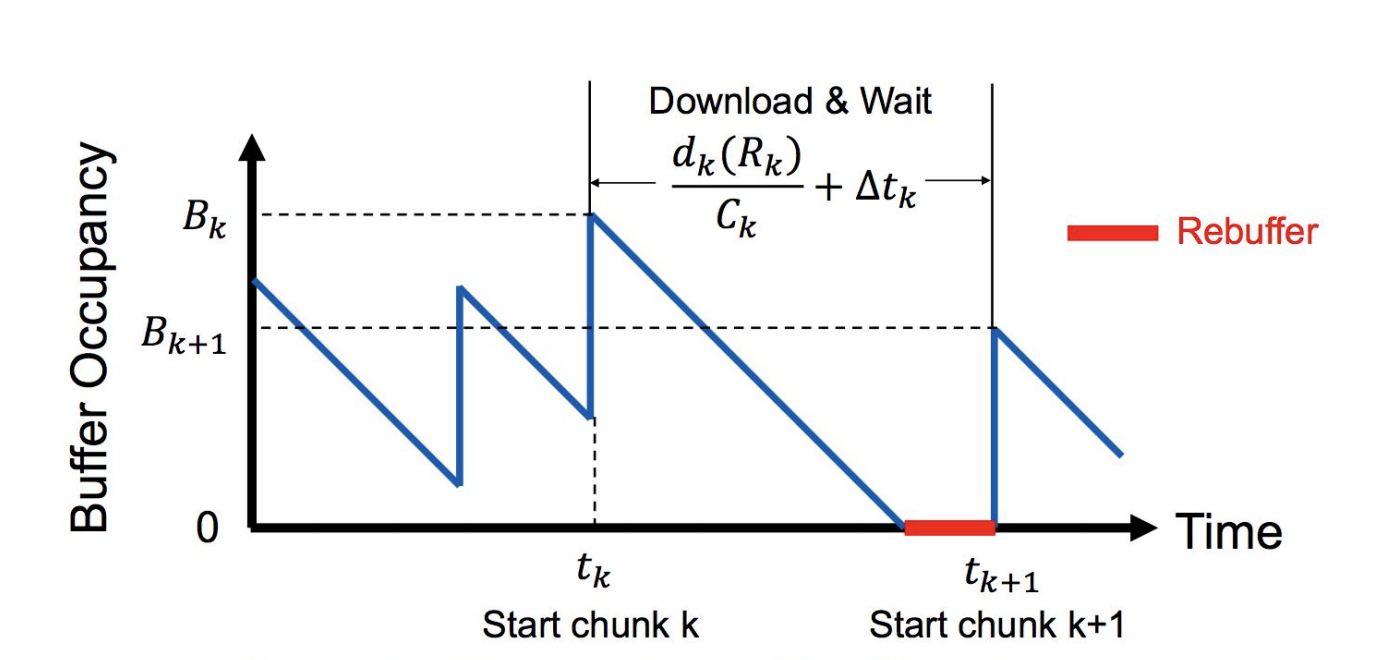 Download & Wait
d_k(R_k)
C_k
+ Δt_k
B_k
B_{k+1}
Buffer Occupancy
Rebuffer
0
Time
t_k
t_{k+1}
Start chunk k
Start chunk k+1